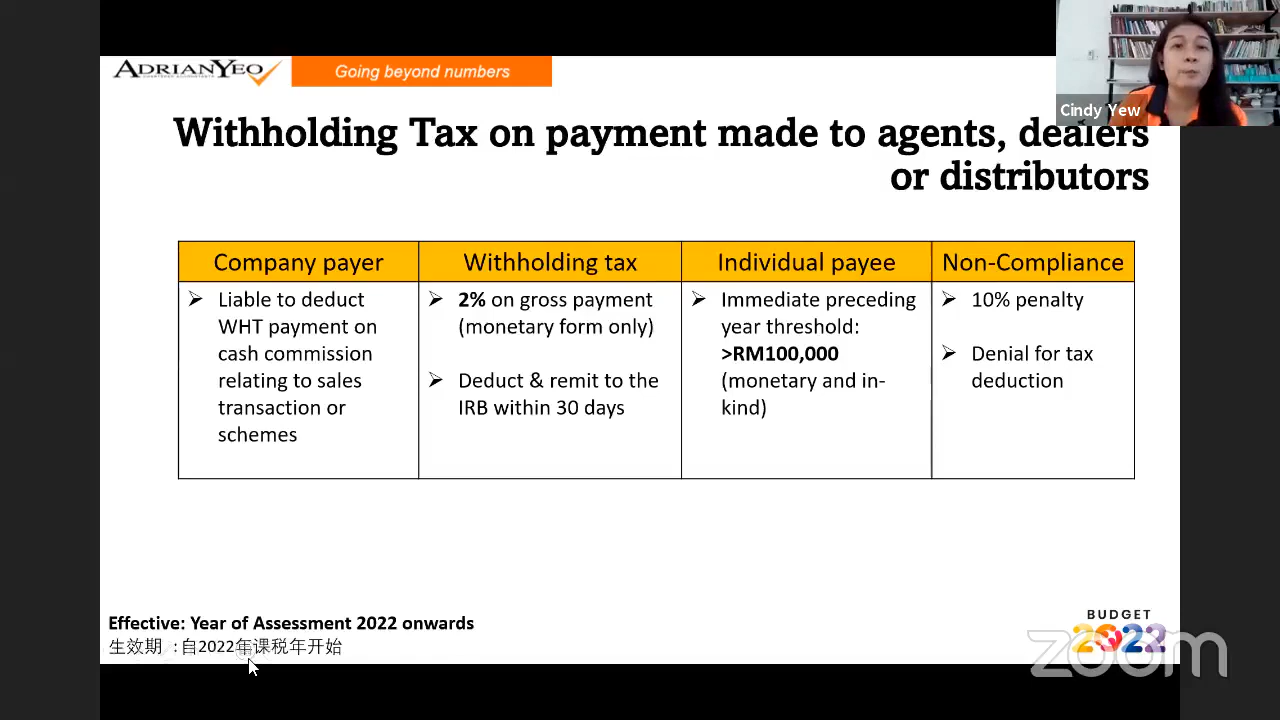 ADRIANYEO
Going beyond numbers
Cindy Yew
Withholding Tax on payment made to agents, dealers
or distributors
Company payer
Liable to deduct
WHT payment on
cash commission
relating to sales
transaction or
schemes
Withholding tax
2% on gross payment
(monetary form only)
Deduct & remit to the
IRB within 30 days
Individual payee
Immediate preceding
year threshold:
>RM100,000
(monetary and in-
kind)
Non-Compliance
10% penalty
Denial for tax
deduction
Effective: Year of Assessment 2022 onwards
生效期 :自2022年课税年开始
BUDGET
2022
zoom